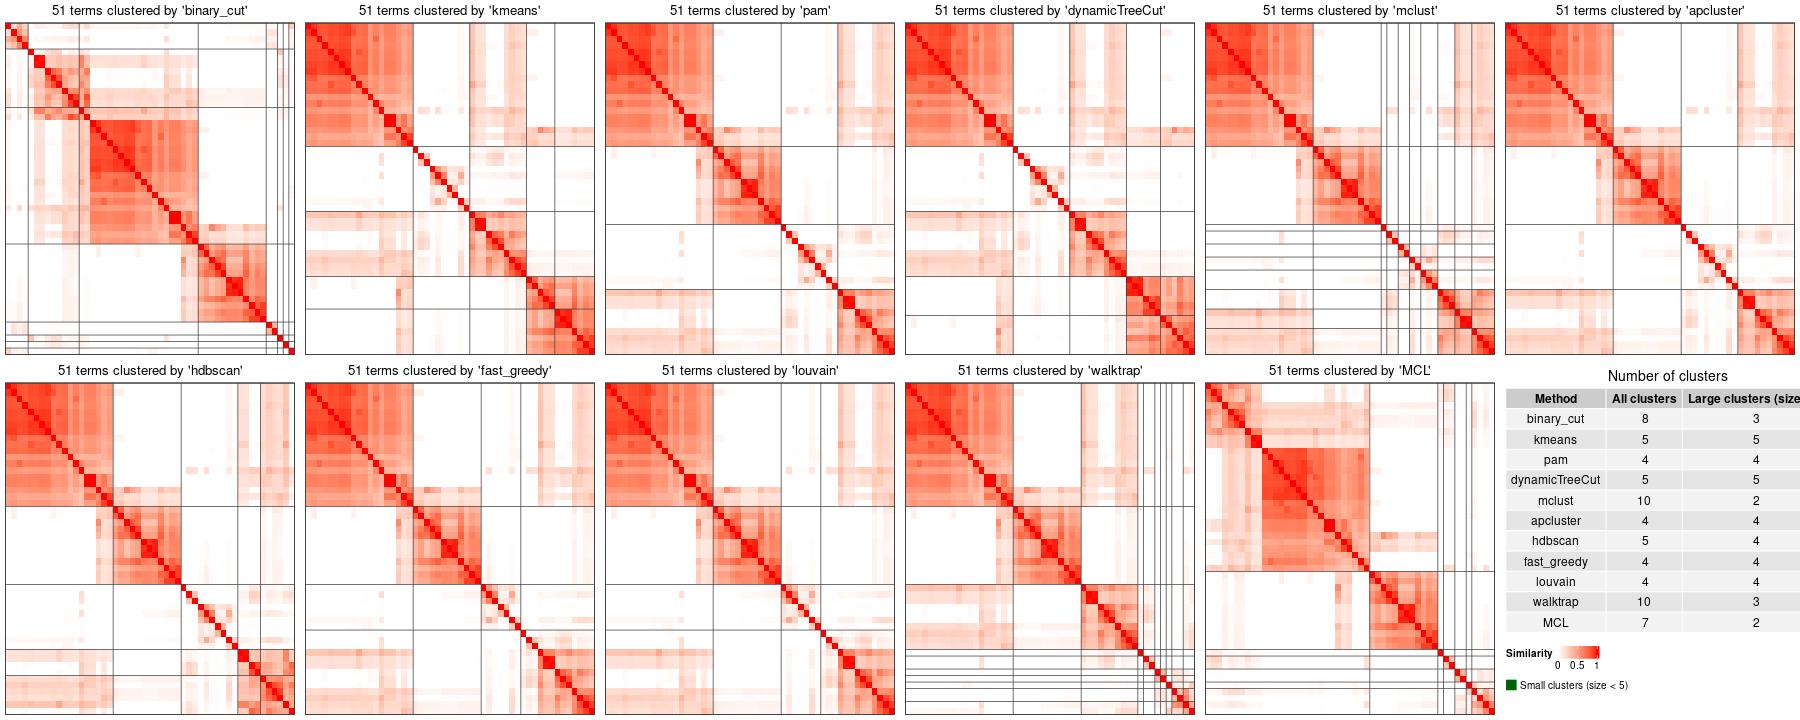 51 terms clustered by 'binary_cut'
51 terms clustered by 'kmeans'
51 terms clustered by 'pam'
51 terms clustered by 'dynamicTreeCut'
51 terms clustered by 'mclust'
51 terms clustered by 'apcluster'
51 terms clustered by 'hdbscan'
51 terms clustered by 'fast_greedy'
51 terms clustered by 'louvain'
51 terms clustered by 'walktrap'
51 terms clustered by 'MCL'
Number of clusters
Method All clusters Large clusters (size
binary_cut 8 3
kmeans 5 5
pam 4 4
dynamicTreeCut 5 5
mclust 10 2
apcluster 4 4
hdbscan 5 4
fast_greedy 4 4
louvain 4 4
walktrap 10 3
MCL 7 2
Similarity
0 0.5 1
Small clusters (size < 5)